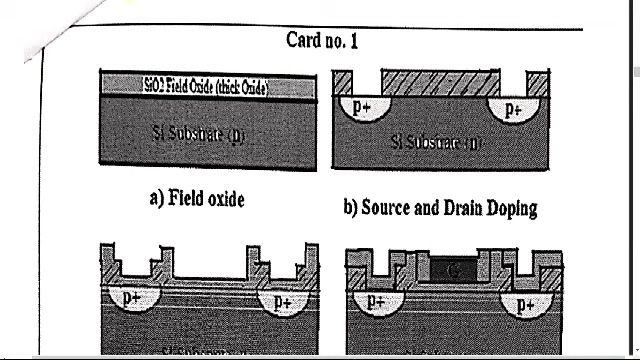 Card no. 1
SiO2 Field Oxide (thick Oxide)
Si Substrate (n)
p+
p+
Si Substrate (n)
a) Field oxide
b) Source and Drain Doping
p+
p+
G
p+
p+